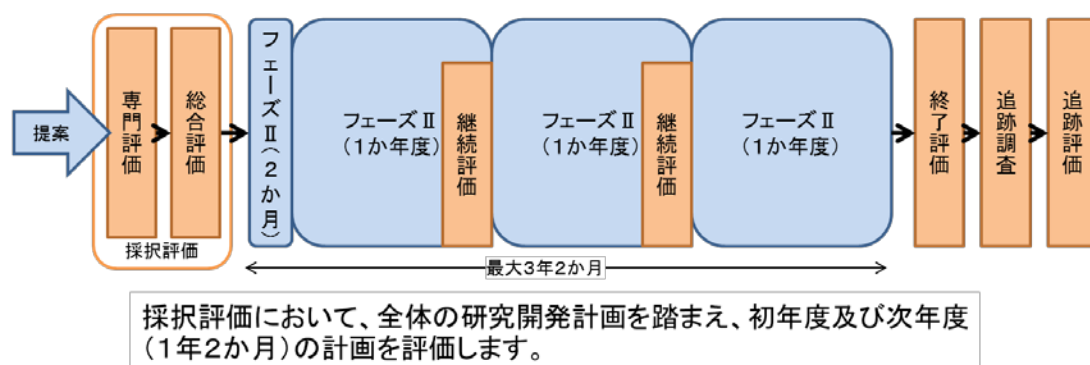 提案
専門評価
総合評価
採択評価
フェーズⅡ(2か月)
フェーズⅡ
(1か年度)
継続評価
フェーズⅡ
(1か年度)
継続評価
フェーズⅡ
(1か年度)
終了評価
追跡調査
追跡評価
最大3年2か月
採択評価において、全体の研究開発計画を踏まえ、初年度及び次年度
(1年2か月)の計画を評価します。